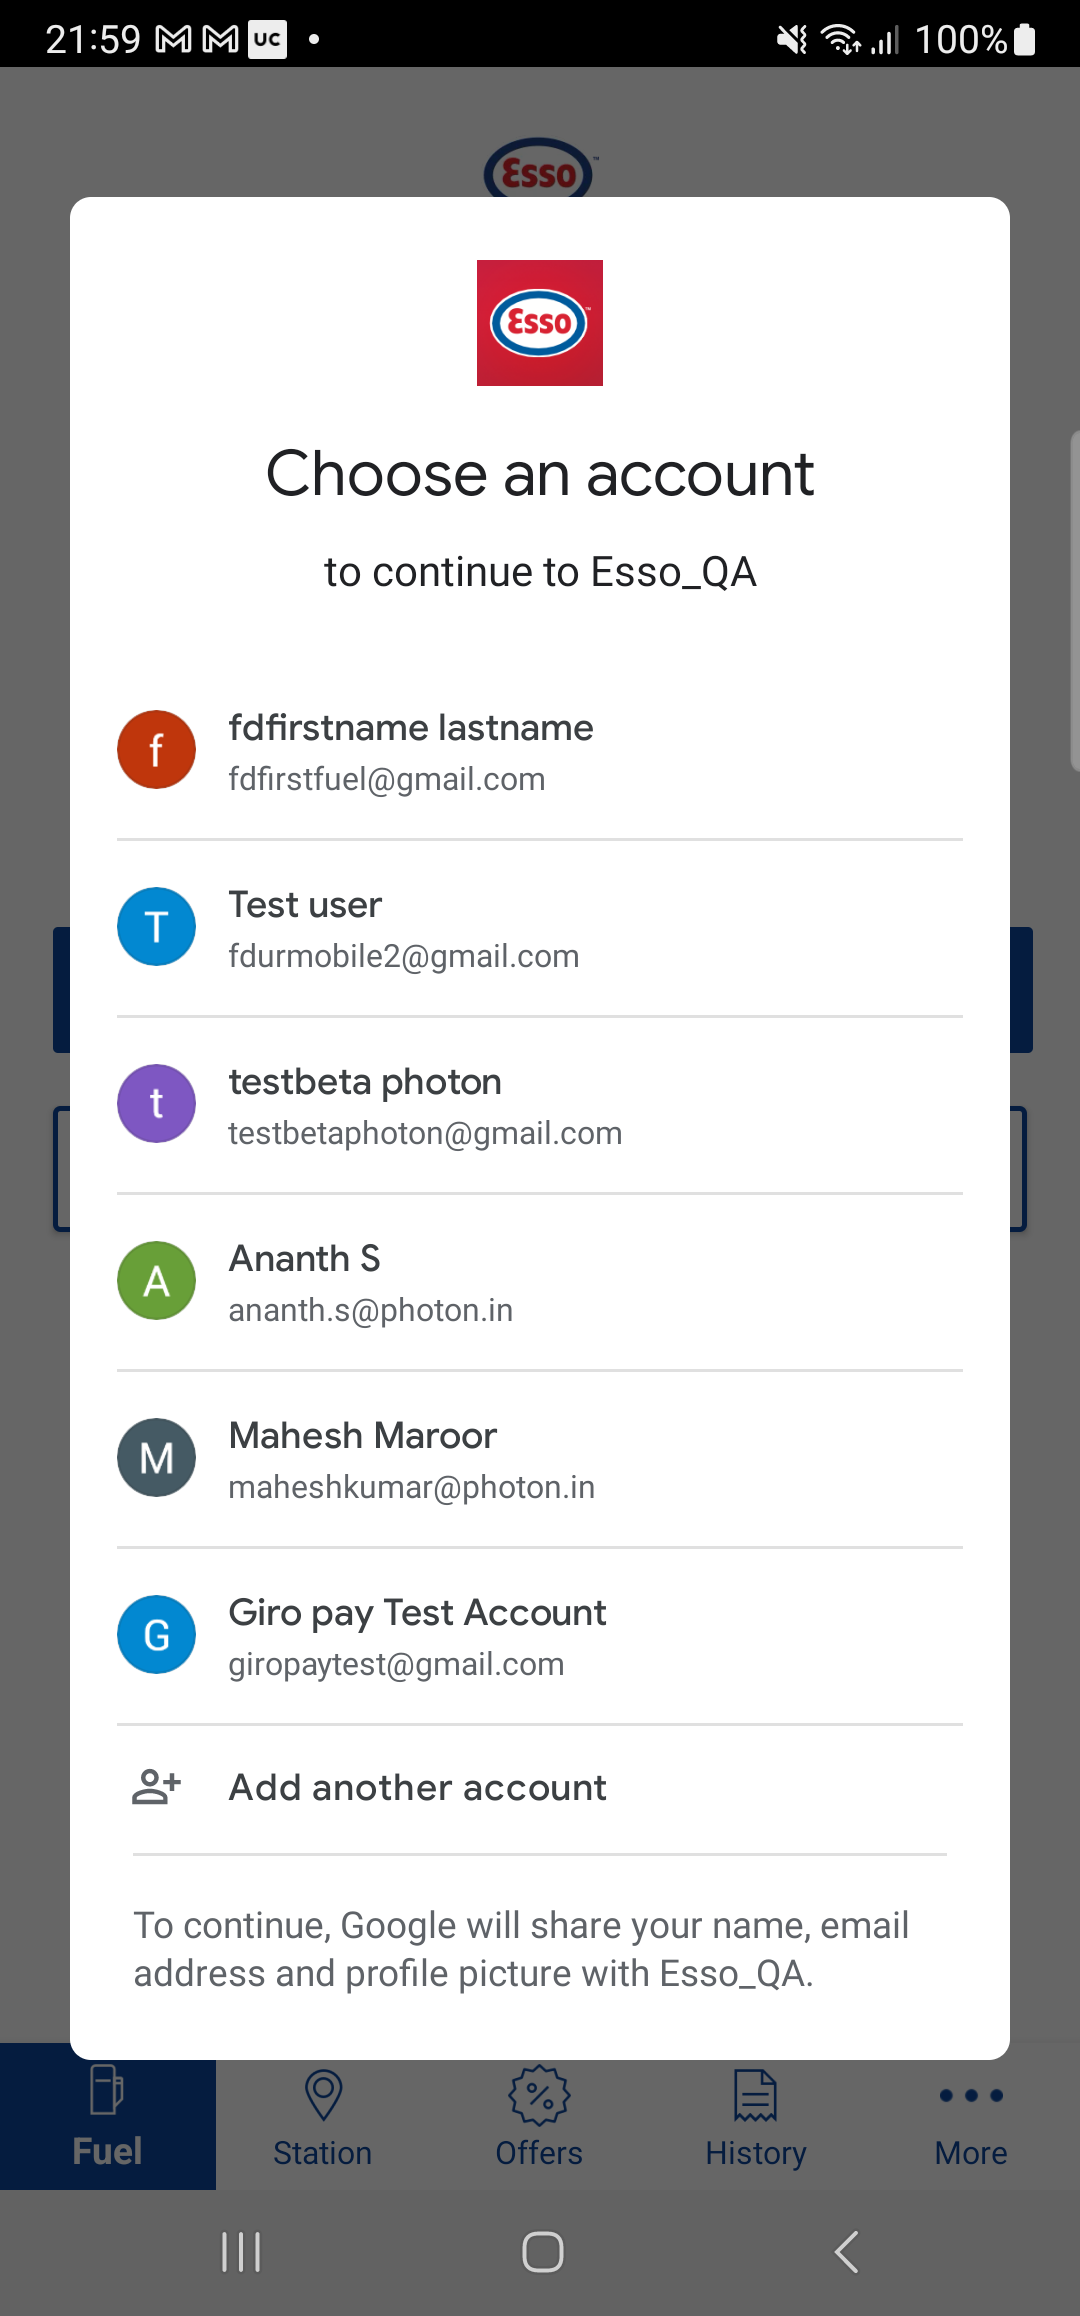 21:59 UC 100%
Esso
Esso
Choose an account
to continue to Esso_QA
f
fdfirstname lastname
fdfirstfuel@gmail.com
T
Test user
fdurmobile2@gmail.com
t
testbeta photon
testbetaphoton@gmail.com
A
Ananth S
ananth.s@photon.in
M
Mahesh Maroor
maheshkumar@photon.in
G
Giro pay Test Account
giropaytest@gmail.com
Add another account
To continue, Google will share your name, email
address and profile picture with Esso_QA.
Fuel Station Offers History More